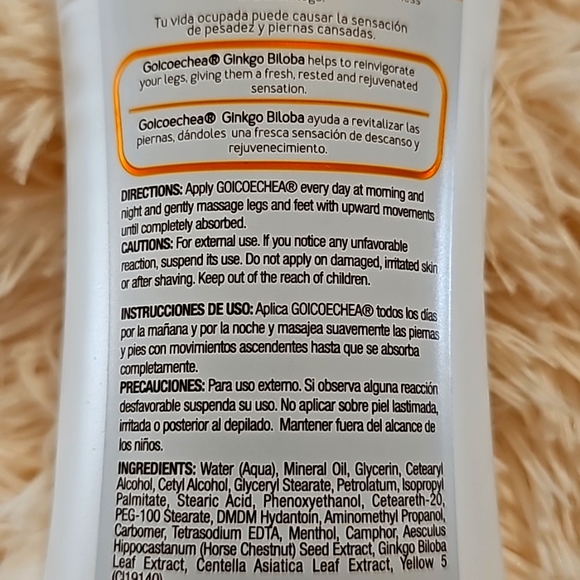 Tu vida ocupada puede causar la sensación
de pesadez y piernas cansadas.
Goicoechea® Ginkgo Biloba helps to reinvigorate
your legs, giving them a fresh, rested and rejuvenated
sensation.
Goicoechea® Ginkgo Biloba ayuda a revitalizar las
piernas, dándoles una fresca sensación de descanso y
rejuvenecimiento.
DIRECTIONS: Apply GOICOECHEA® every day at morning and
night and gently massage legs and feet with upward movements
until completely absorbed.
CAUTIONS: For external use. If you notice any unfavorable
reaction, suspend its use. Do not apply on damaged, irritated skin
or after shaving. Keep out of the reach of children.
INSTRUCCIONES DE USO: Aplica GOICOECHEA® todos los días
por la mañana y por la noche y masajea suavemente las piernas
y pies con movimientos ascendentes hasta que se absorba
completamente.
PRECAUCIONES: Para uso externo. Si observa alguna reacción
desfavorable suspenda su uso. No aplicar sobre piel lastimada,
irritada o posterior al depilado. Mantener fuera del alcance de
los niños.
INGREDIENTS: Water (Aqua), Mineral Oil, Glycerin, Cetearyl
Alcohol, Cetyl Alcohol, Glyceryl Stearate, Petrolatum, Isopropyl
Palmitate, Stearic Acid, Phenoxyethanol, Ceteareth-20,
PEG-100 Stearate, DMDM Hydantoin, Aminomethyl Propanol,
Carbomer, Tetrasodium EDTA, Menthol, Camphor, Aesculus
Hippocastanum (Horse Chestnut) Seed Extract, Ginkgo Biloba
Leaf Extract, Centella Asiatica Leaf Extract, Yellow 5
(CI19140)